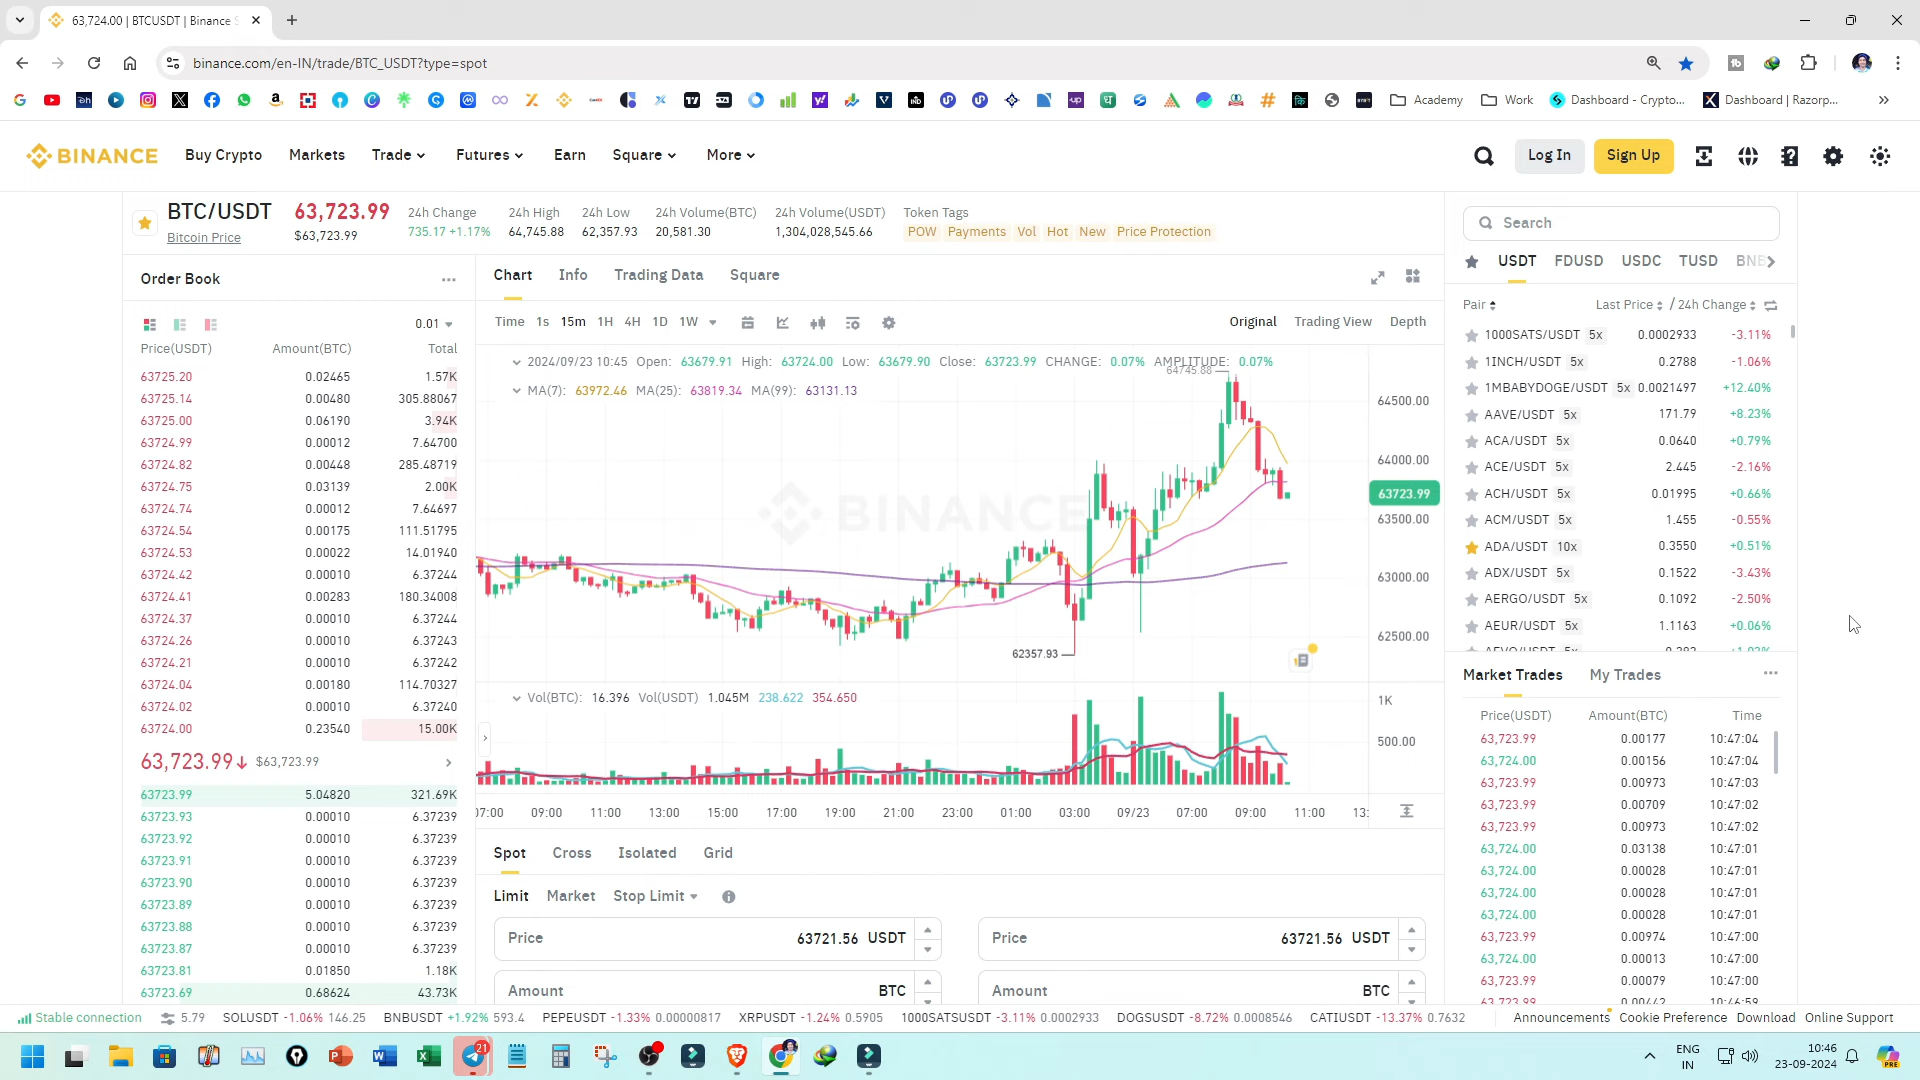 63,724.00 | BTCUSDT | Binance S
binance.com/en-IN/trade/BTC_USDT?type=spot
Academy Work Dashboard - Crypto... Dashboard | Razorp...
BINANCE Buy Crypto Markets Trade Futures Earn Square More Log In Sign Up
BTC/USDT 63,723.99 24h Change 24h High 24h Low 24h Volume(BTC) 24h Volume(USDT) Token Tags
Bitcoin Price $63,723.99 735.17 +1.17% 64,745.88 62,357.93 20,581.30 1,304,028,545.66 POW Payments Vol Hot New Price Protection
Order Book
0.01
Price(USDT) Amount(BTC) Total
63725.20 0.02465 1.57K
63725.14 0.00480 305.88067
63725.00 0.06190 3.94K
63724.99 0.00012 7.64700
63724.82 0.00448 285.48719
63724.75 0.03139 2.00K
63724.74 0.00012 7.64697
63724.54 0.00175 111.51795
63724.53 0.00022 14.01940
63724.42 0.00010 6.37244
63724.41 0.00283 180.34008
63724.37 0.00010 6.37244
63724.26 0.00010 6.37243
63724.21 0.00010 6.37242
63724.04 0.00180 114.70327
63724.02 0.00010 6.37240
63724.00 0.23540 15.00K
63,723.99↓ $63,723.99
63723.99 5.04820 321.69K
63723.93 0.00010 6.37239
63723.92 0.00010 6.37239
63723.91 0.00010 6.37239
63723.90 0.00010 6.37239
63723.89 0.00010 6.37239
63723.88 0.00010 6.37239
63723.87 0.00010 6.37239
63723.81 0.01850 1.18K
63723.69 0.68624 43.73K
Chart Info Trading Data Square
Time 1s 15m 1H 4H 1D 1W Original Trading View Depth
2024/09/23 10:45 Open: 63679.91 High: 63724.00 Low: 63679.90 Close: 63723.99 CHANGE: 0.07% AMPLITUDE: 0.07%
64745.88
MA(7): 63972.46 MA(25): 63819.34 MA(99): 63131.13
64500.00
64000.00
63723.99
63500.00
63000.00
62500.00
BINANCE
62357.93
Vol(BTC): 16.396 Vol(USDT) 1.045M 238.622 354.650
1K
500.00
07:00 09:00 11:00 13:00 15:00 17:00 19:00 21:00 23:00 01:00 03:00 09/23 07:00 09:00 11:00 13:
Spot Cross Isolated Grid
Limit Market Stop Limit
Price 63721.56 USDT Price 63721.56 USDT
Amount BTC Amount BTC
Search
USDT FDUSD USDC TUSD BNB
Pair Last Price / 24h Change
1000SATS/USDT 5x 0.0002933 -3.11%
1INCH/USDT 5x 0.2788 -1.06%
1MBABYDOGE/USDT 5x 0.0021497 +12.40%
AAVE/USDT 5x 171.79 +8.23%
ACA/USDT 5x 0.0640 +0.79%
ACE/USDT 5x 2.445 -2.16%
ACH/USDT 5x 0.01995 +0.66%
ACM/USDT 5x 1.455 -0.55%
ADA/USDT 10x 0.3550 +0.51%
ADX/USDT 5x 0.1522 -3.43%
AERGO/USDT 5x 0.1092 -2.50%
AEUR/USDT 5x 1.1163 +0.06%
Market Trades My Trades
Price(USDT) Amount(BTC) Time
63,723.99 0.00177 10:47:04
63,724.00 0.00156 10:47:04
63,723.99 0.00973 10:47:03
63,723.99 0.00709 10:47:02
63,723.99 0.00973 10:47:02
63,724.00 0.03138 10:47:01
63,724.00 0.00028 10:47:01
63,724.00 0.00028 10:47:01
63,724.00 0.00028 10:47:01
63,723.99 0.00974 10:47:00
63,724.00 0.00013 10:47:00
63,723.99 0.00079 10:47:00
63,723.99 0.00442 10:46:59
Stable connection 5.79 SOLUSDT -1.06% 146.25 BNBUSDT +1.92% 593.4 PEPEUSDT -1.33% 0.00000817 XRPUSDT -1.24% 0.5905 1000SATSUSDT -3.11% 0.0002933 DOGSUSDT -8.72% 0.0008546 CATIUSDT -13.37% 0.7632 Announcements Cookie Preference Download Online Support
21
ENG
IN
10:46
23-09-2024